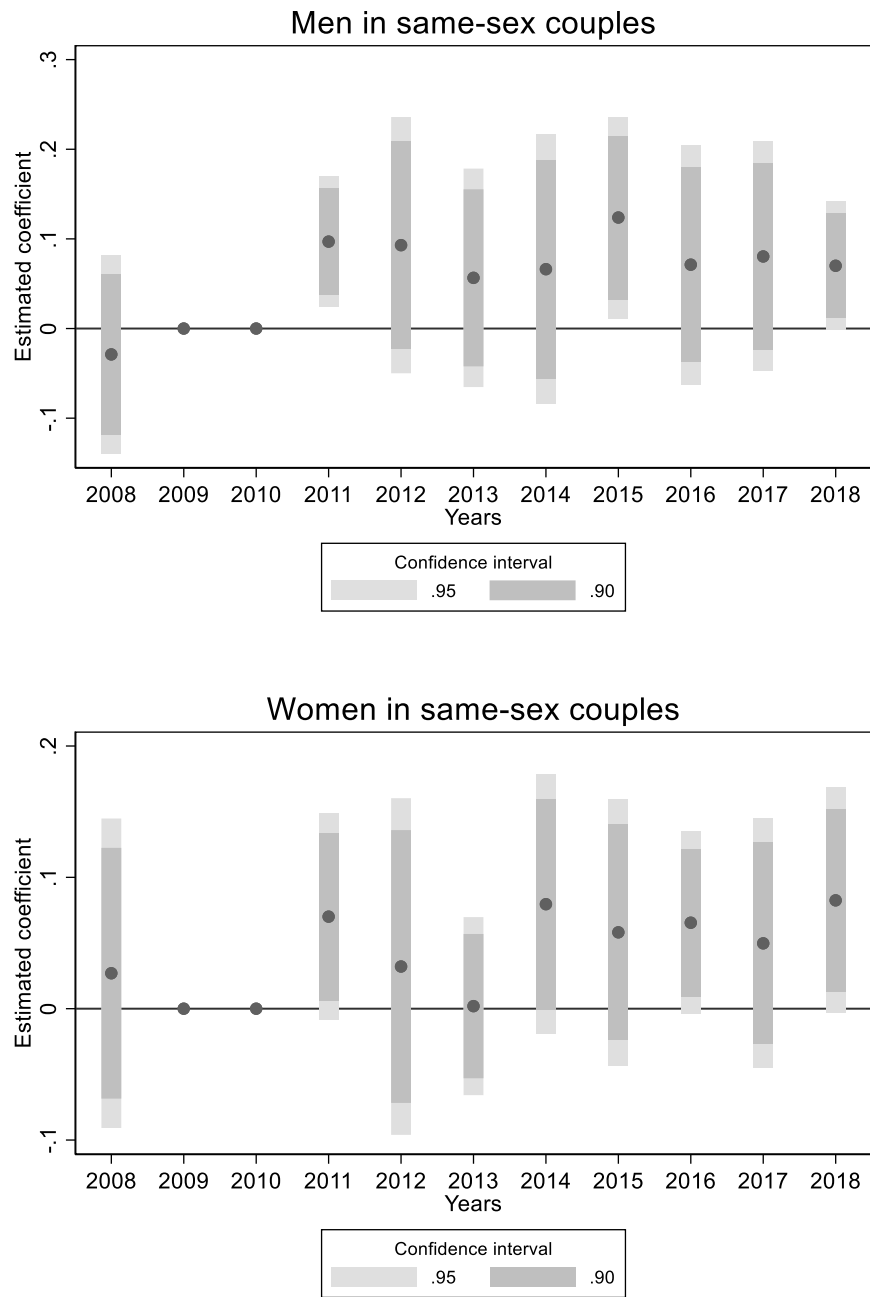 Men in same-sex couples
Estimated coefficient
.3
.2
.1
0
-.1
2008 2009 2010 2011 2012 2013 2014 2015 2016 2017 2018
Years
Confidence interval
.95 .90
Women in same-sex couples
Estimated coefficient
.2
.1
0
-.1
2008 2009 2010 2011 2012 2013 2014 2015 2016 2017 2018
Years
Confidence interval
.95 .90